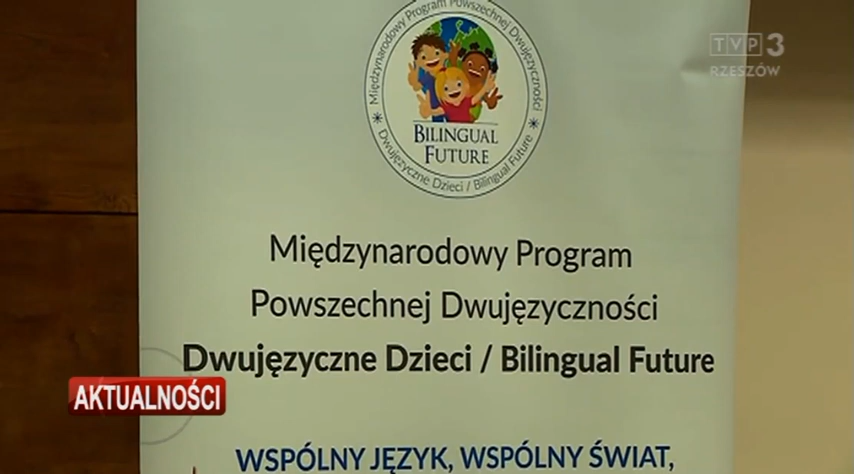 Międzynarodowy Program Powszechnej Dwujęzyczności
TVP3
RZESZÓW
BILINGUAL
FUTURE
Dwujęzyczne Dzieci / Bilingual Future
Międzynarodowy Program
Powszechnej Dwujęzyczności
Dwujęzyczne Dzieci / Bilingual Future
AKTUALNOŚCI
WSPÓLNY JĘZYK, WSPÓLNY ŚWIAT,